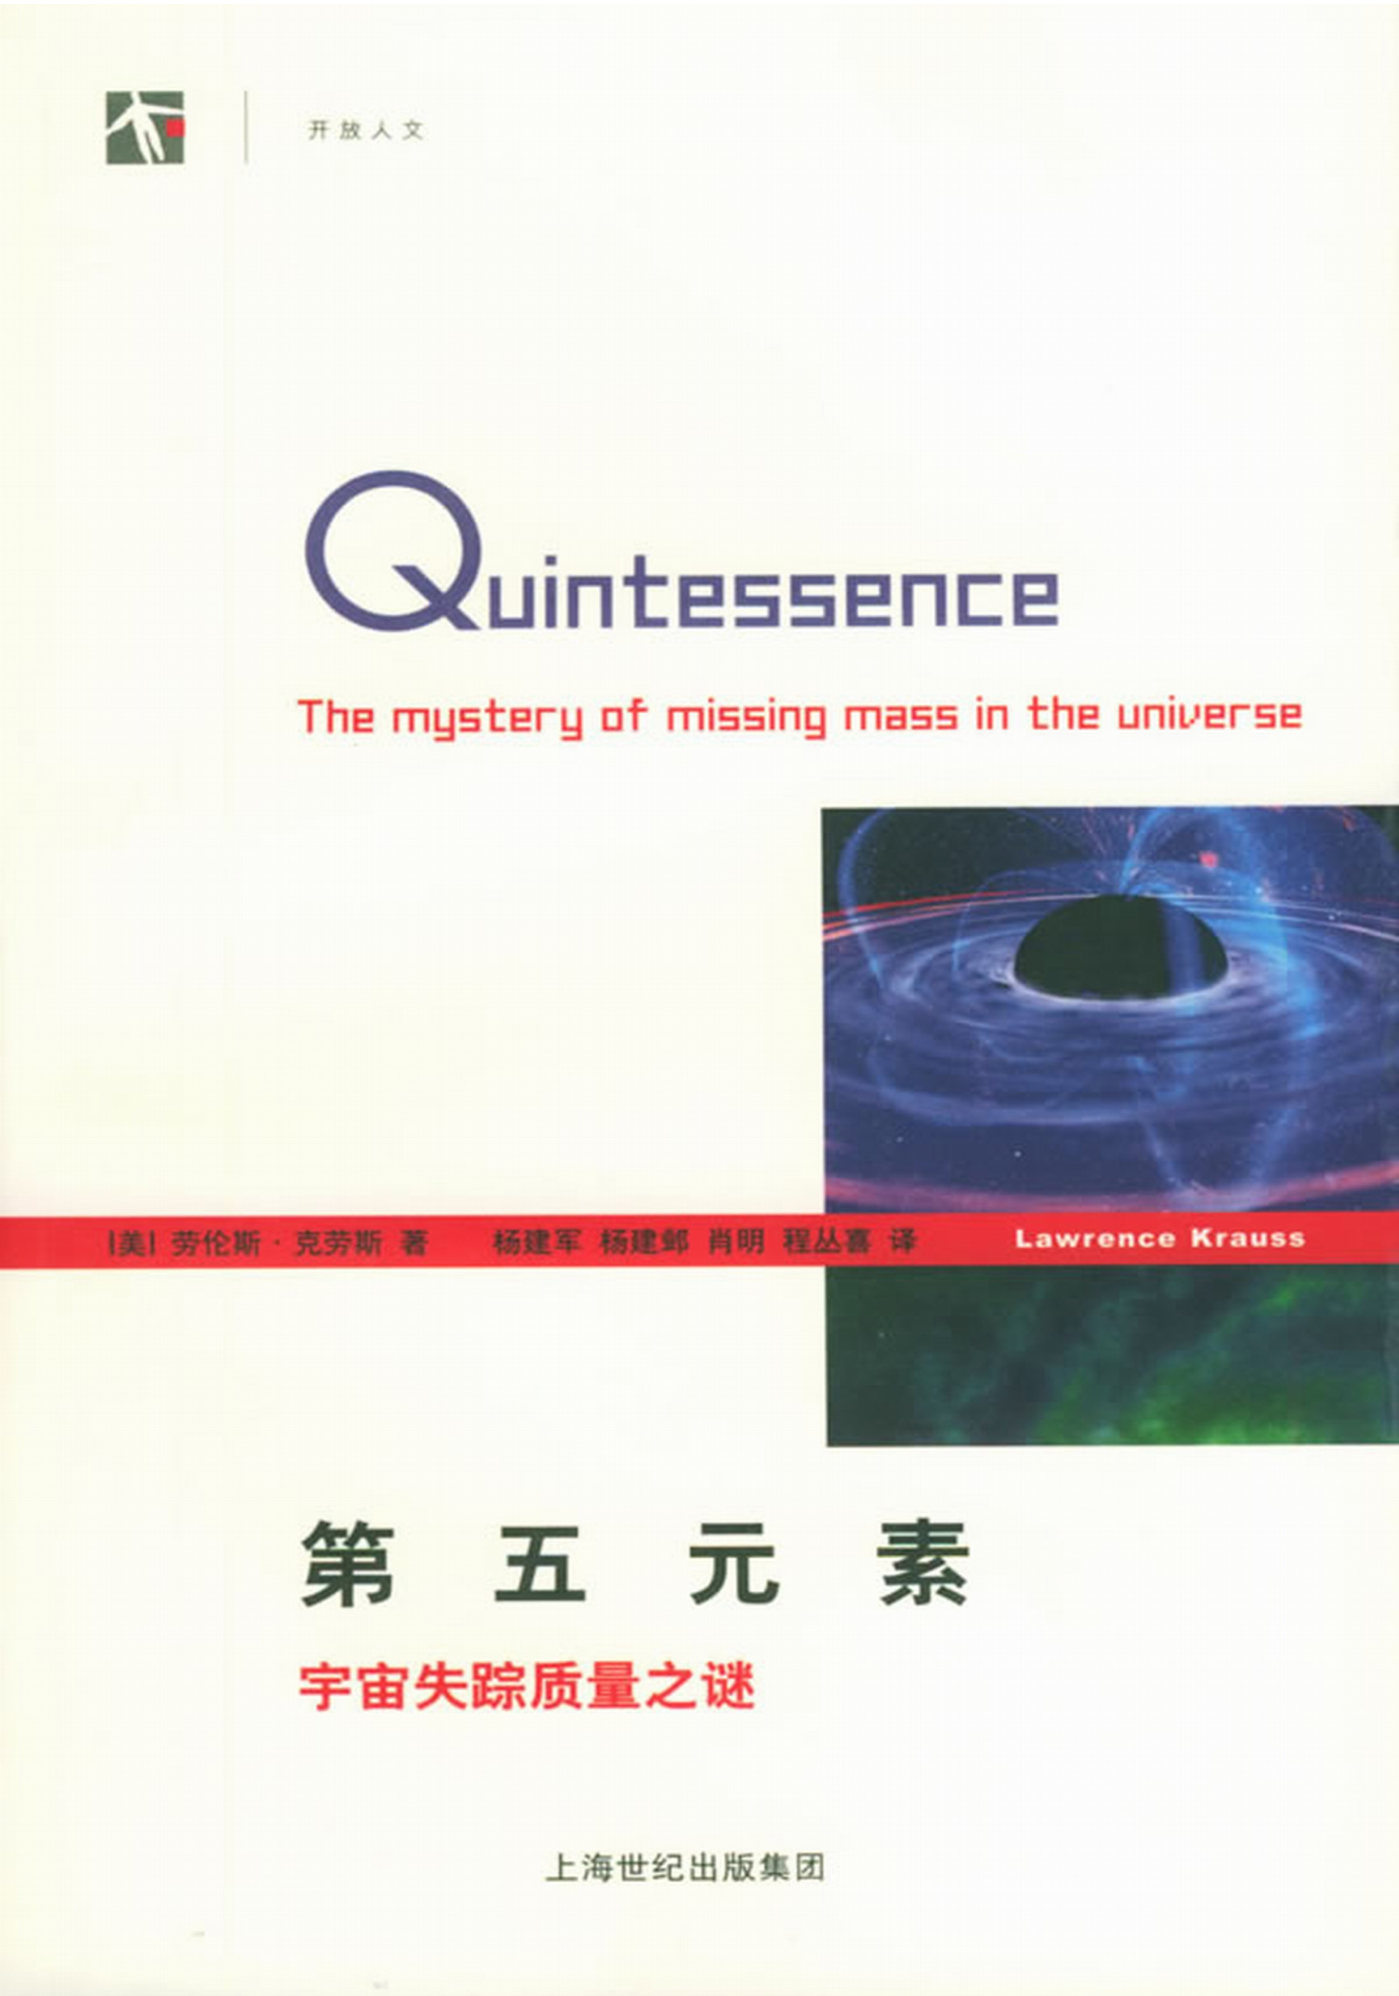 开放人文
Quintessence
The mystery of missing mass in the universe
[美] 劳伦斯·克劳斯 著 杨建军 杨建邺 肖明 程丛喜 译 Lawrence Krauss
第五元素
宇宙失踪质量之谜
上海世纪出版集团